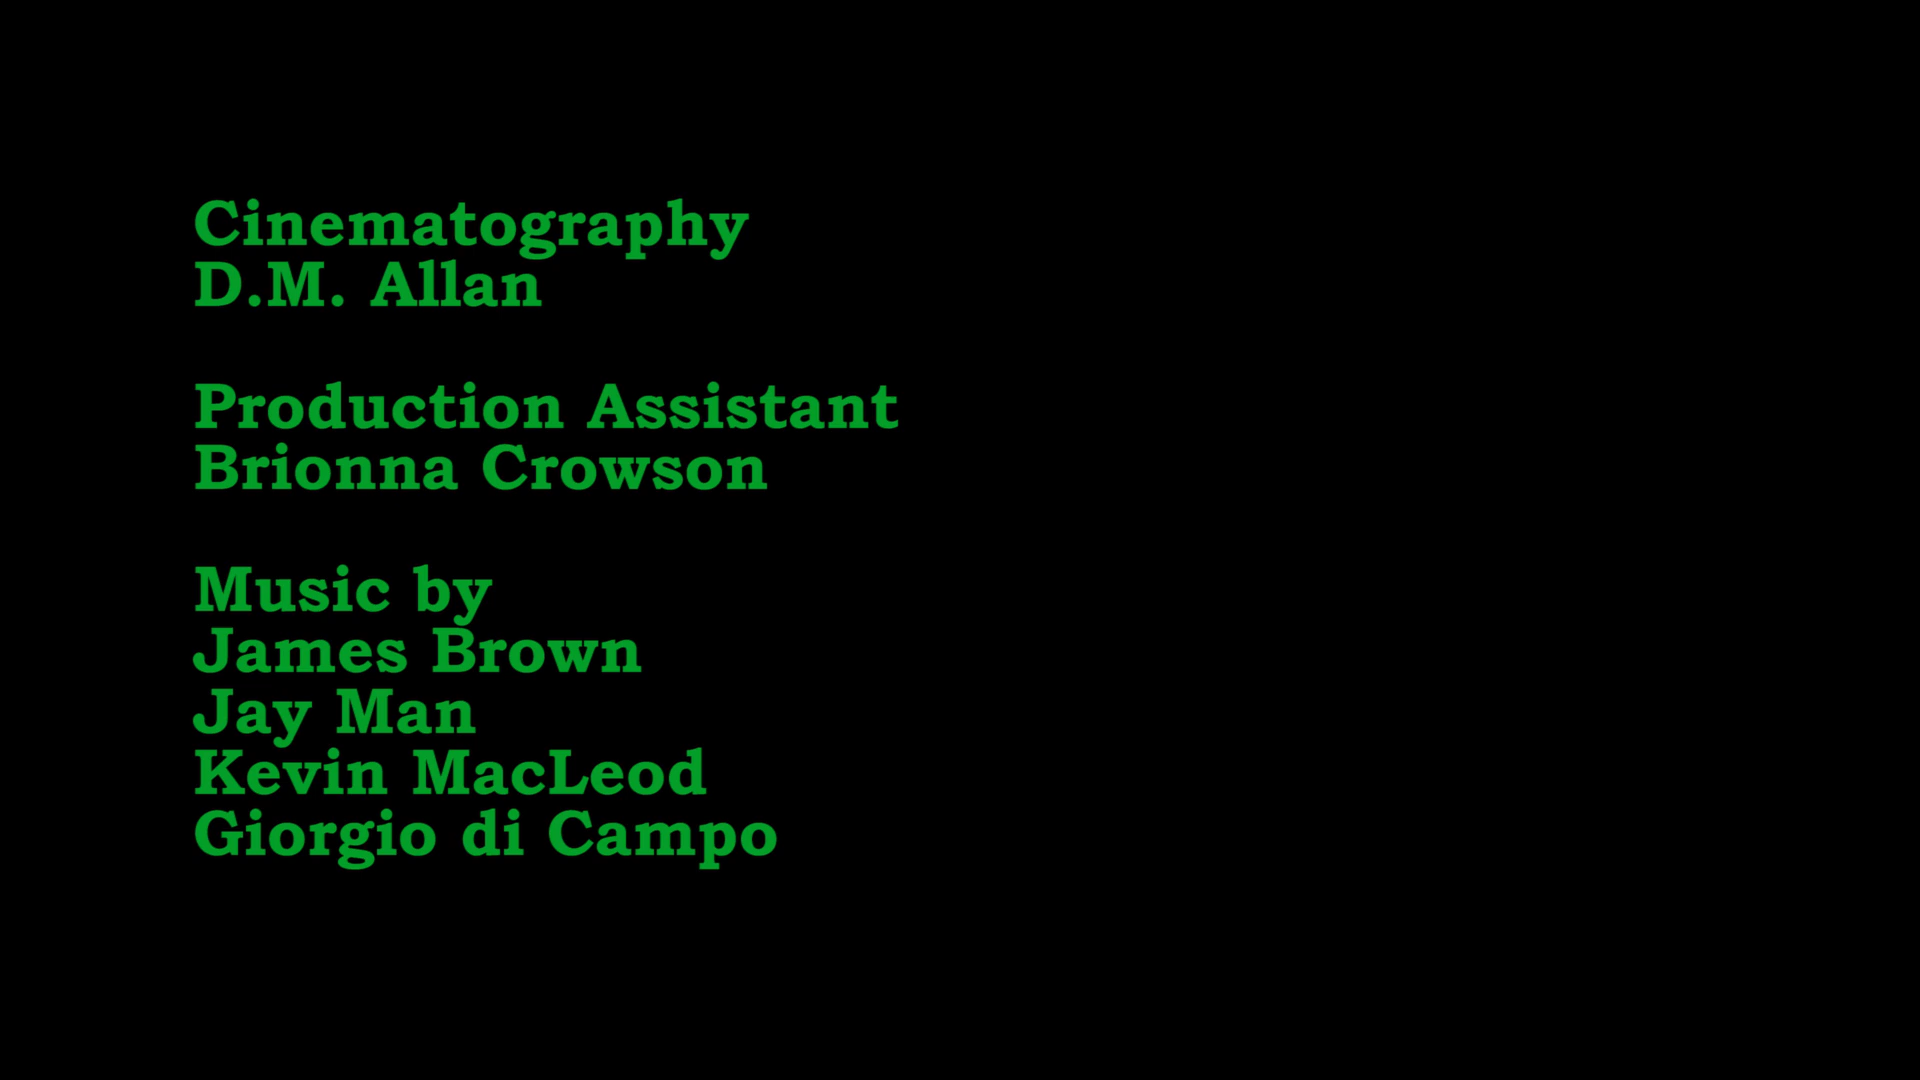 Cinematography
D.M. Allan
Production Assistant
Brionna Crowson
Music by
James Brown
Jay Man
Kevin MacLeod
Giorgio di Campo